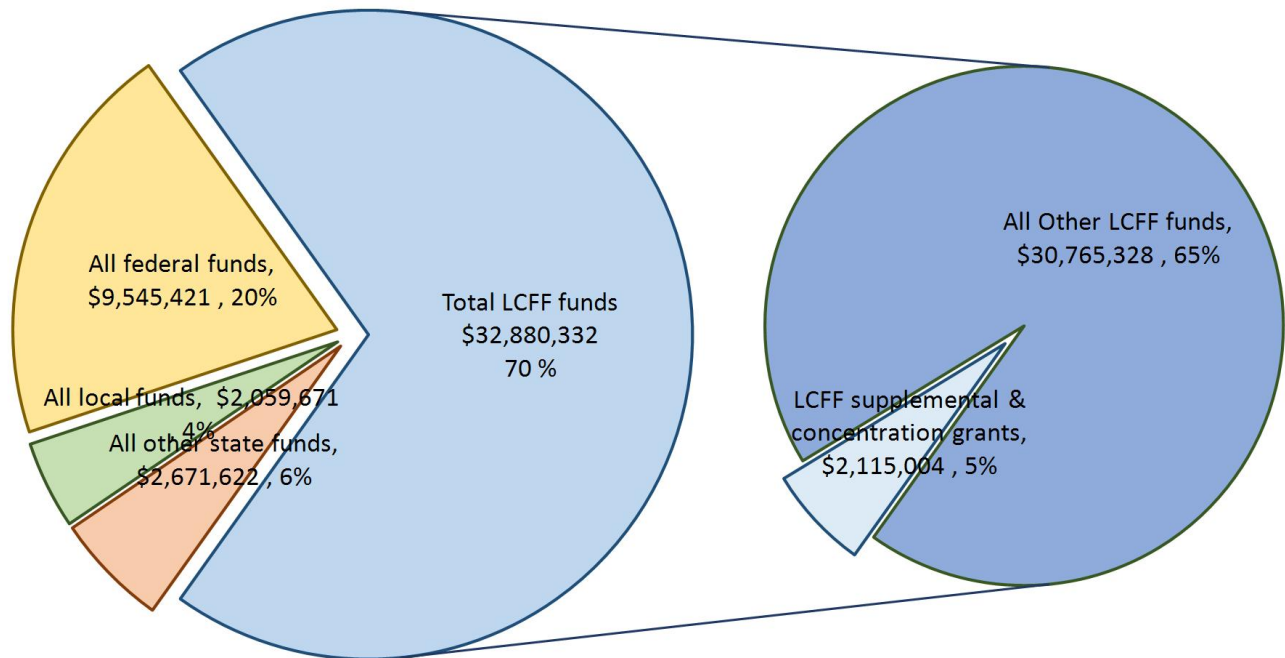 All federal funds,
$9,545,421 , 20%
All local funds,  $2,059,671
, 4%
All other state funds,
$2,671,622 , 6%
Total LCFF funds
$32,880,332
70 %
All Other LCFF funds,
$30,765,328 , 65%
LCFF supplemental &
concentration grants,
$2,115,004 , 5%